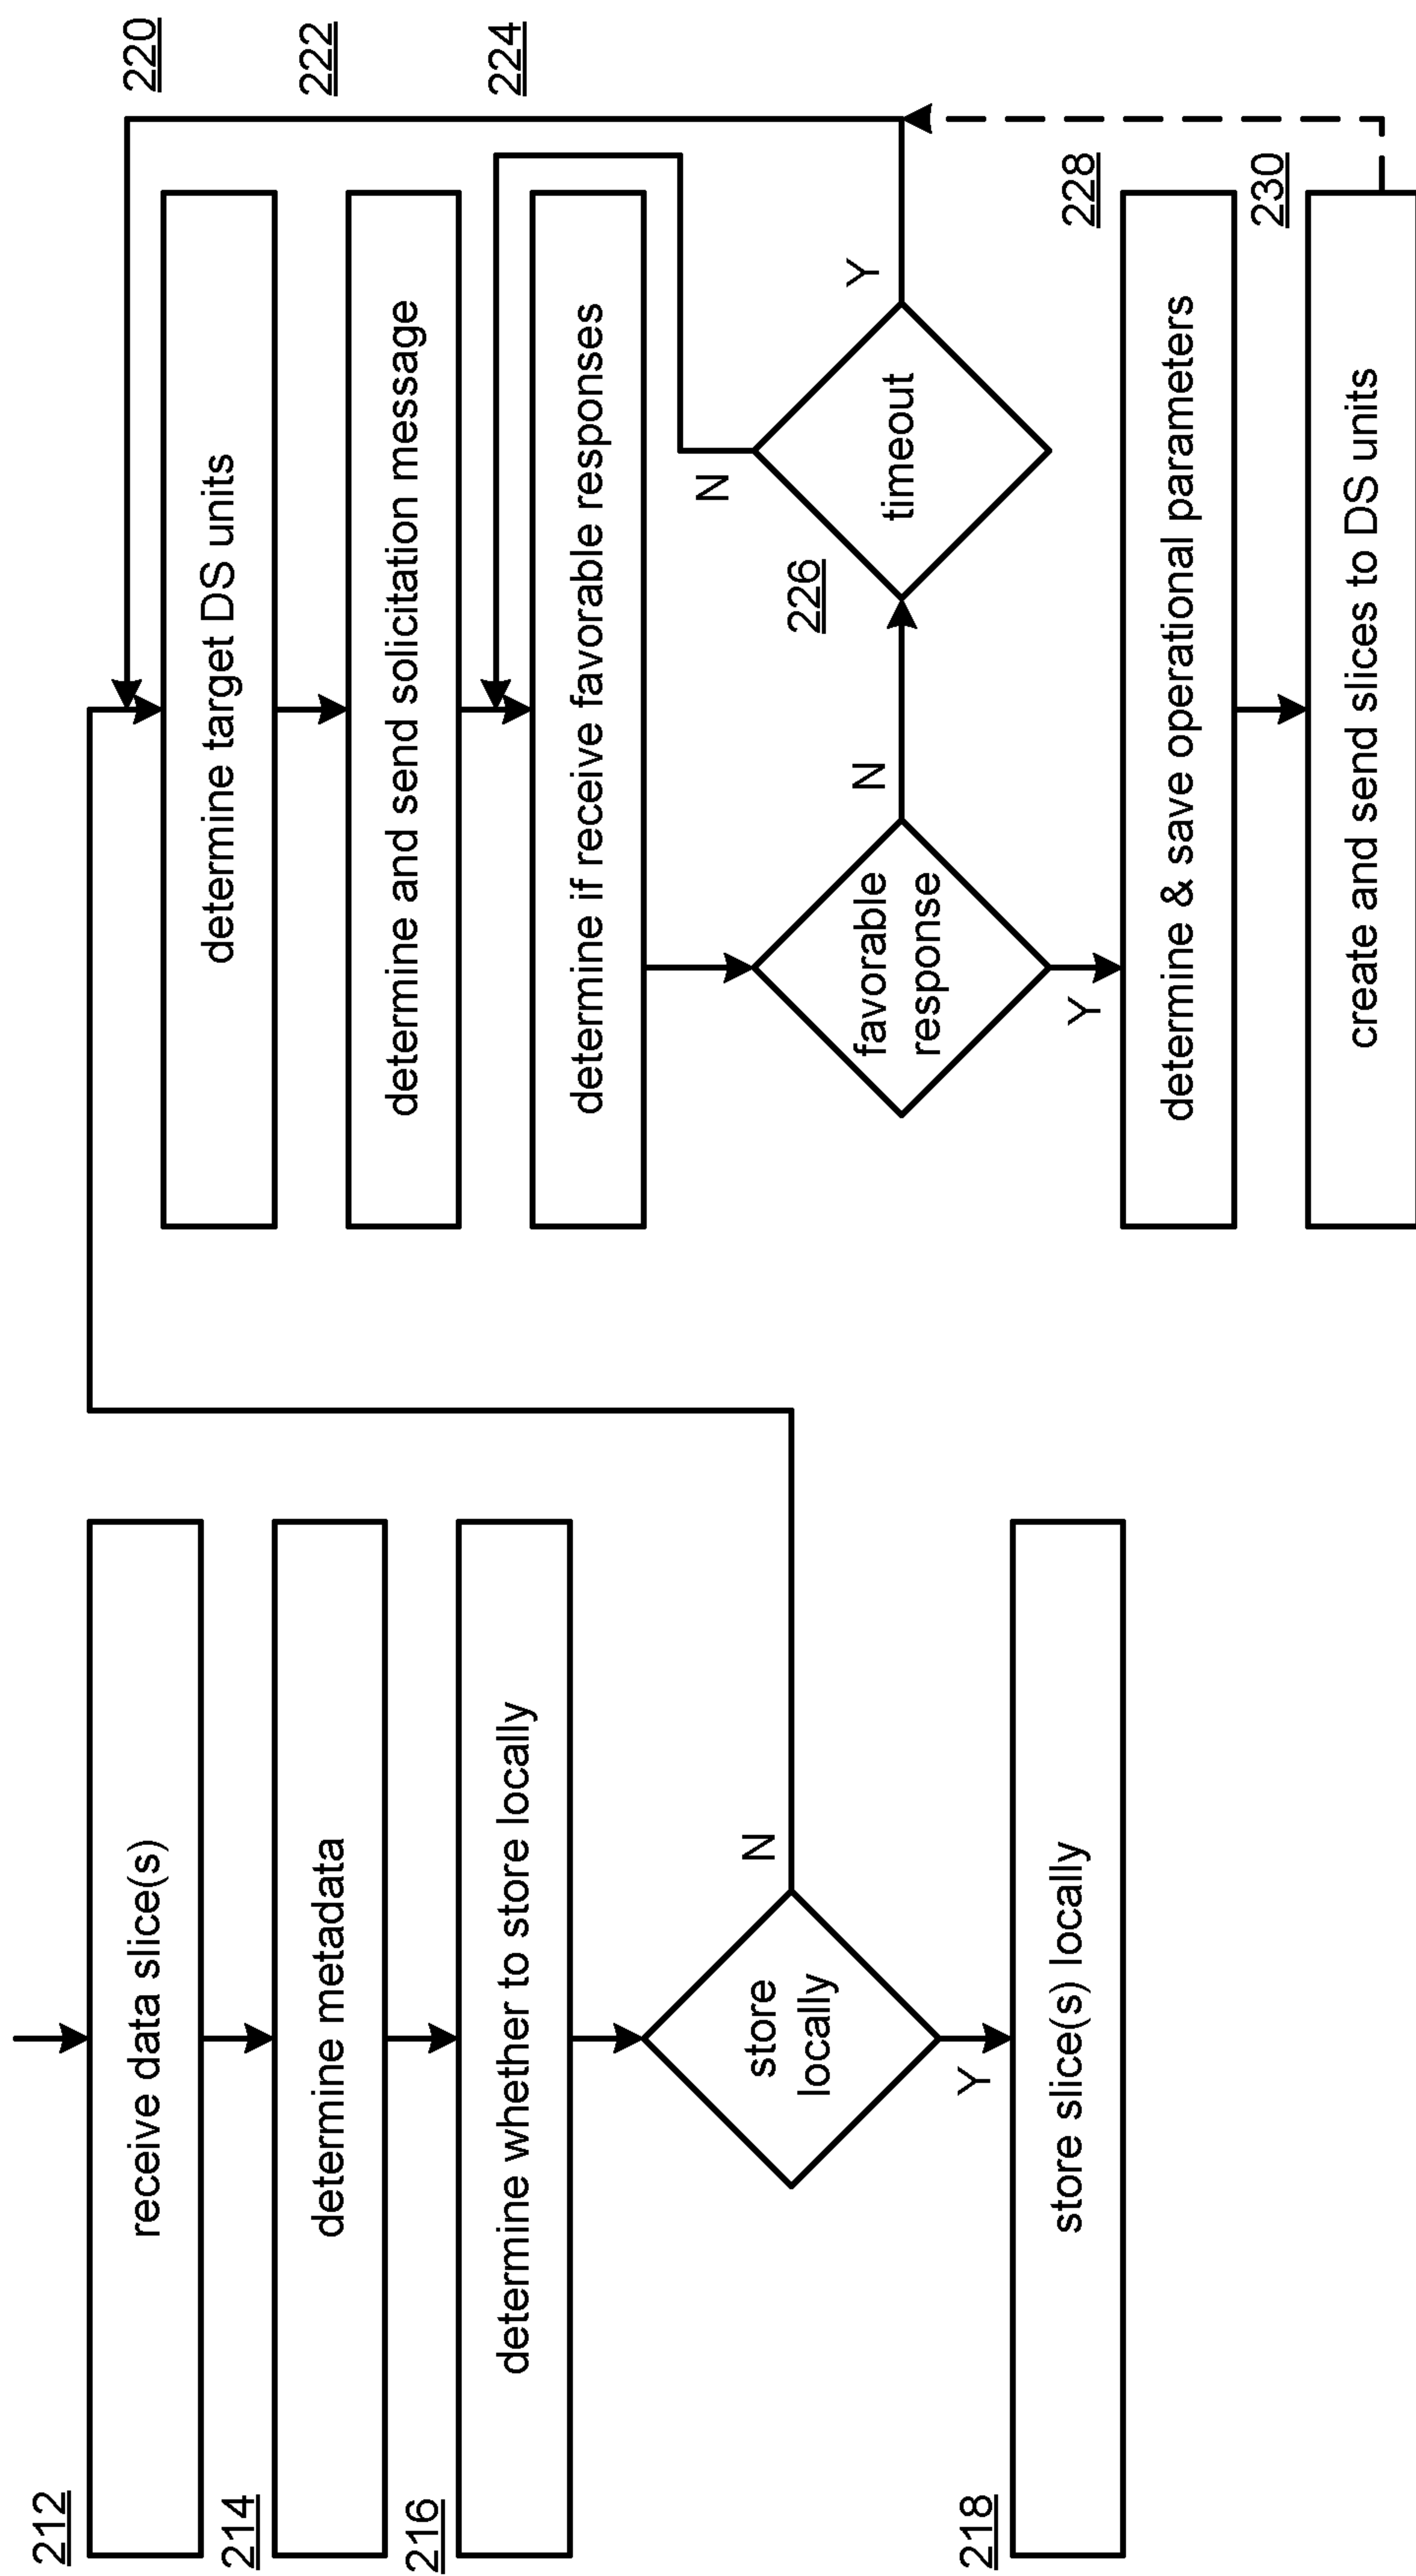 212
receive data slice(s)
214
determine metadata
216
determine whether to store locally
store
locally
N
Y
218
store slice(s) locally
220
determine target DS units
222
determine and send solicitation message
224
determine if receive favorable responses
favorable
response
N
Y
226
timeout
N
Y
228
determine & save operational parameters
230
create and send slices to DS units